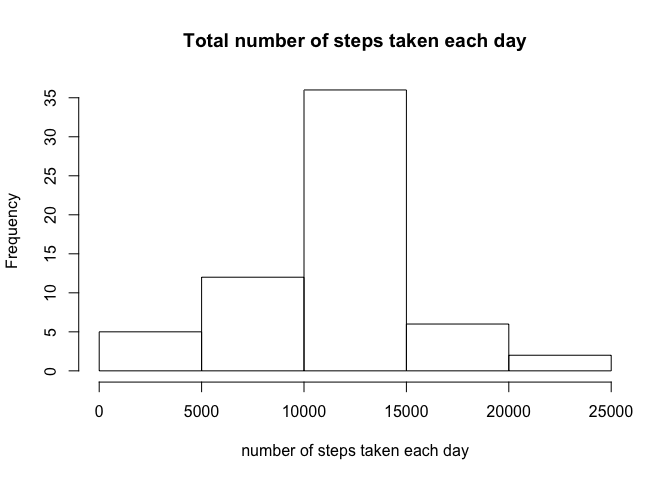 Total number of steps taken each day
Frequency
35
30
25
20
15
10
5
0
0 5000 10000 15000 20000 25000
number of steps taken each day